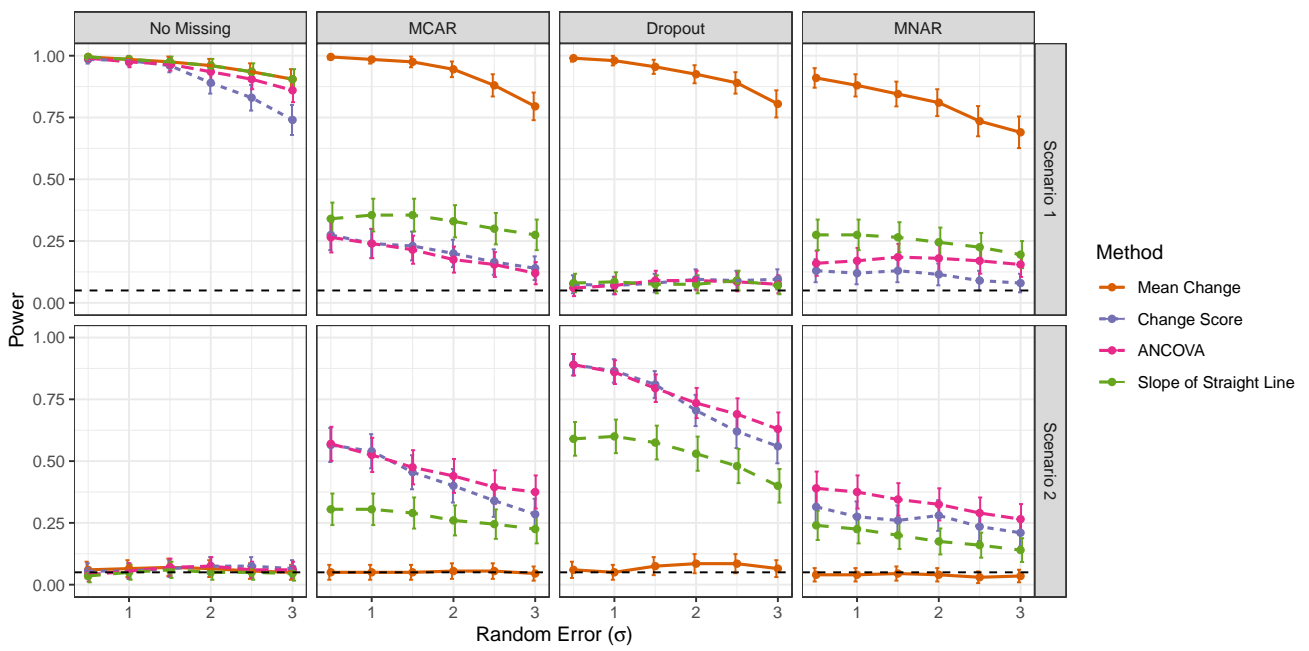 No Missing MCAR Dropout MNAR
1.00
0.75
0.50
0.25
0.00
Scenario 1
1.00
0.75
0.50
0.25
0.00
Scenario 2
Power
1 2 3 1 2 3 1 2 3 1 2 3
Random Error (σ)
Method
Mean Change
Change Score
ANCOVA
Slope of Straight Line